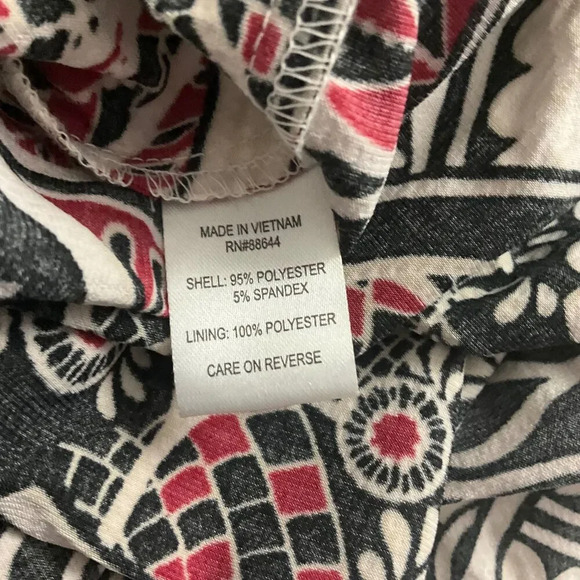 MADE IN VIETNAM
RN#88644
SHELL: 95% POLYESTER
5% SPANDEX
LINING: 100% POLYESTER
CARE ON REVERSE